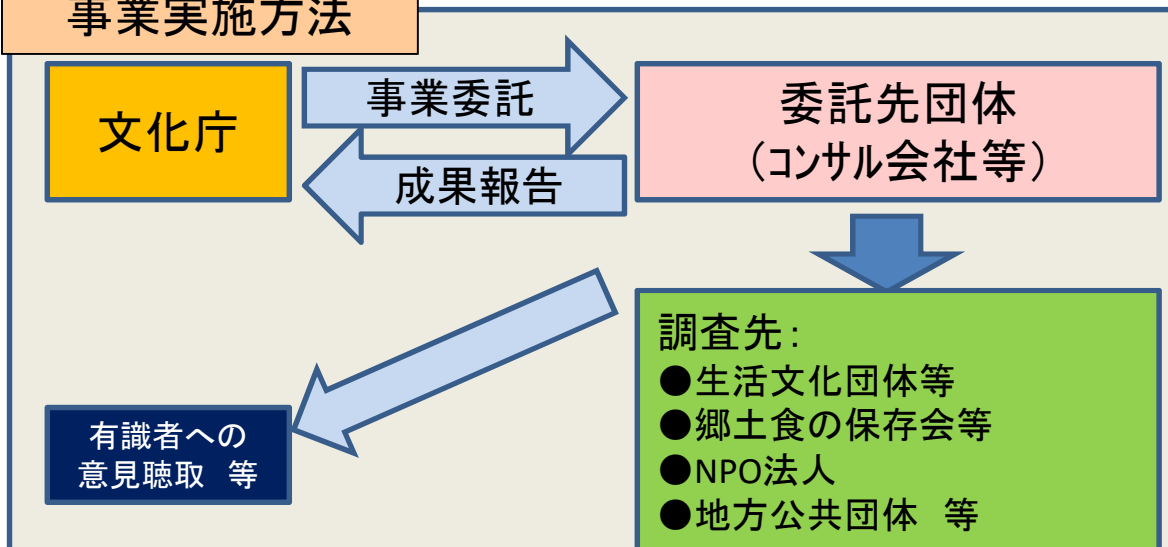 事業実施方法
文化庁
事業委託
成果報告
委託先団体
（コンサル会社等）
調査先：
●生活文化団体等
●郷土食の保存会等
●NPO法人
●地方公共団体　等
有識者への
意見聴取　等